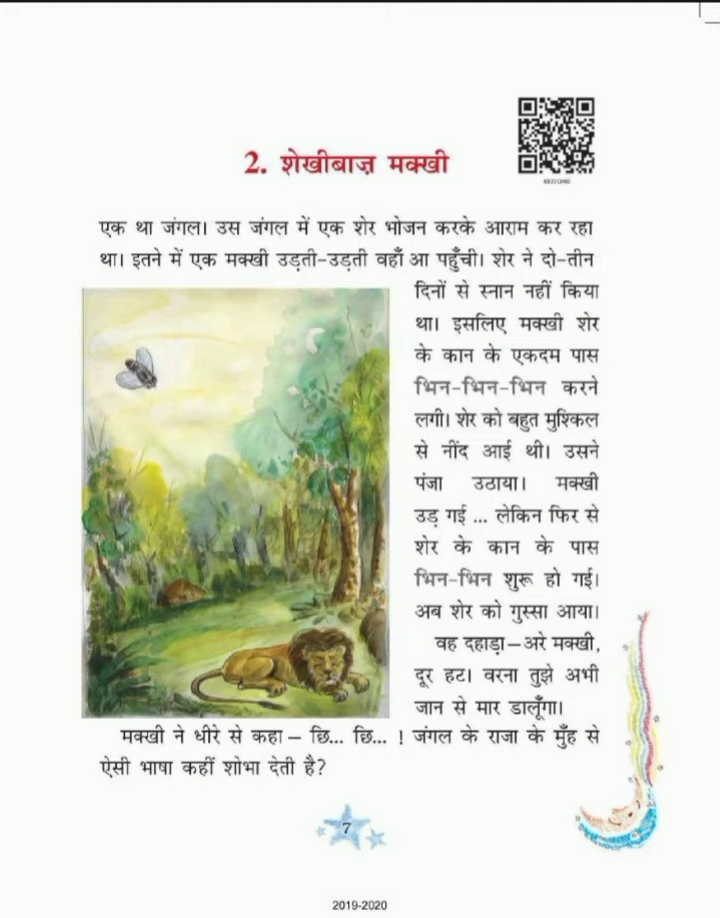 2. शेखीबाज़ मक्खी
एक था जंगल। उस जंगल में एक शेर भोजन करके आराम कर रहा
था। इतने में एक मक्खी उड़ती-उड़ती वहाँ आ पहुँची। शेर ने दो-तीन
दिनों से स्नान नहीं किया
था। इसलिए मक्खी शेर
के कान के एकदम पास
भिन-भिन-भिन करने
लगी। शेर को बहुत मुश्किल
से नींद आई थी। उसने
पंजा उठाया। मक्खी
उड़ गई ... लेकिन फिर से
शेर के कान के पास
भिन-भिन शुरू हो गई।
अब शेर को गुस्सा आया।
वह दहाड़ा—अरे मक्खी,
दूर हट। वरना तुझे अभी
जान से मार डालूँगा।
मक्खी ने धीरे से कहा — छि... छि... ! जंगल के राजा के मुँह से
ऐसी भाषा कहीं शोभा देती है?
7
2019-2020